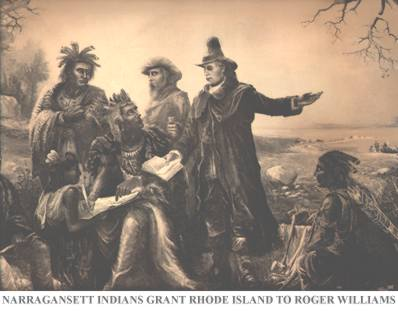 NARRAGANSETT INDIANS GRANT RHODE ISLAND TO ROGER WILLIAMS